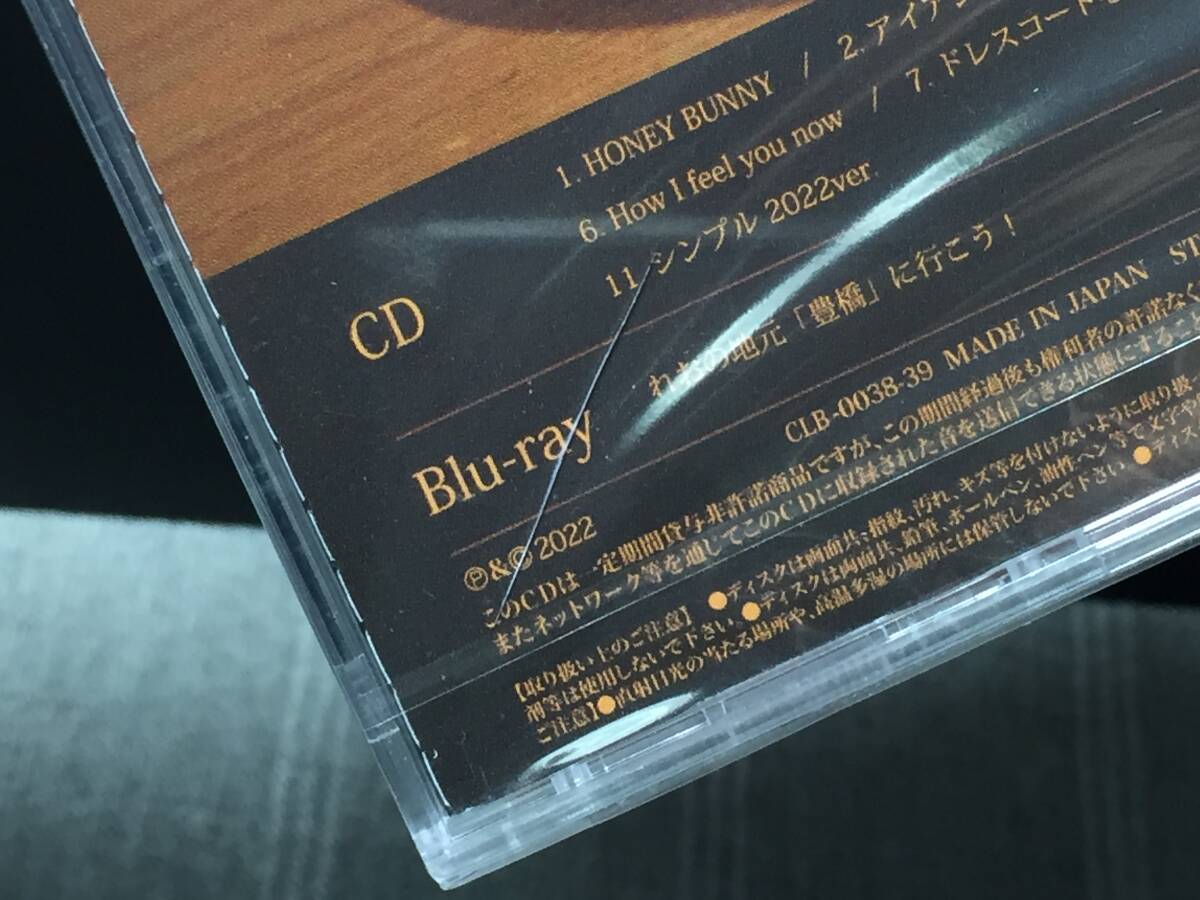 CD
1. HONEY BUNNY / 2. アイデン
6. How I feel you now / 7. ドレスコード
11 シンプル 2022ver.
Blu-ray
の地元「豊橋」に行こう!
CLB-0038-39 MADE IN JAPAN ST
Ⓟ&Ⓒ 2022
このCDは一定期間貸与非許諾商品ですが、この期間経過後も権利者の許諾なく
またネットワーク等を通じてこのCDに収録された音を送信できる状態にするこ
【取り扱い上のご注意】 ●ディスクは両面共、指紋、汚れ、キズ等を付けないように取り扱
剤等は使用しないで下さい。●ディスクは両面共、鉛筆、ボールペン、油性ペン等で文字や
ご注意】●直射日光の当たる場所や、高温多湿の場所には保管しないで下さい ●ディス